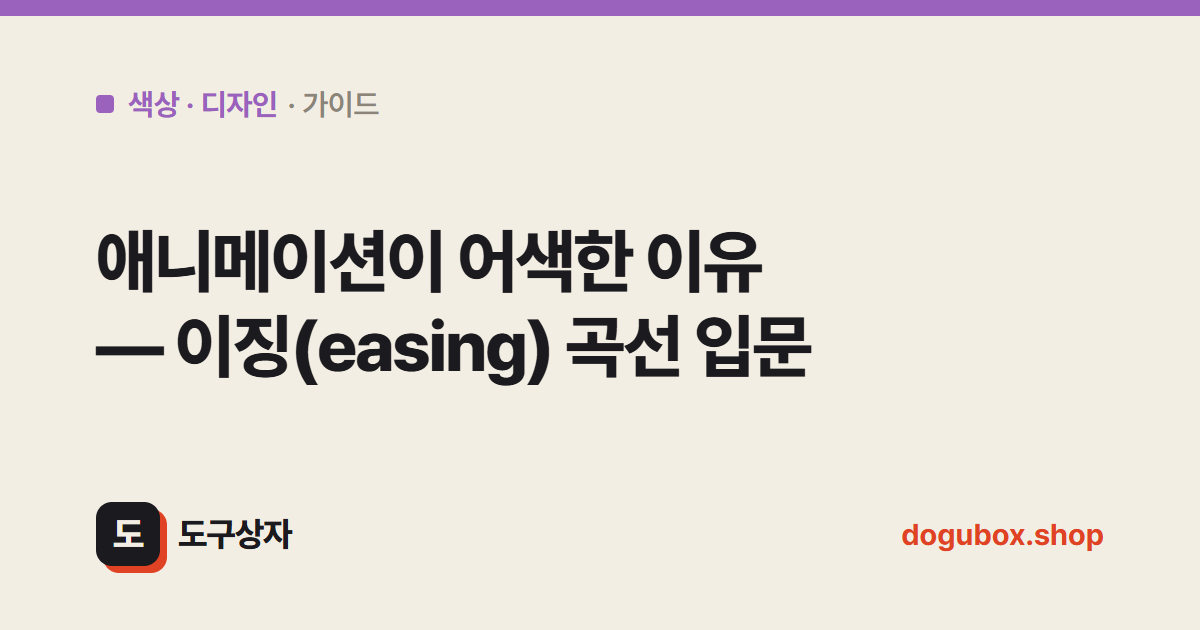 색상 · 디자인 · 가이드
애니메이션이 어색한 이유
— 이징(easing) 곡선 입문
도 도구상자
dogubox.shop